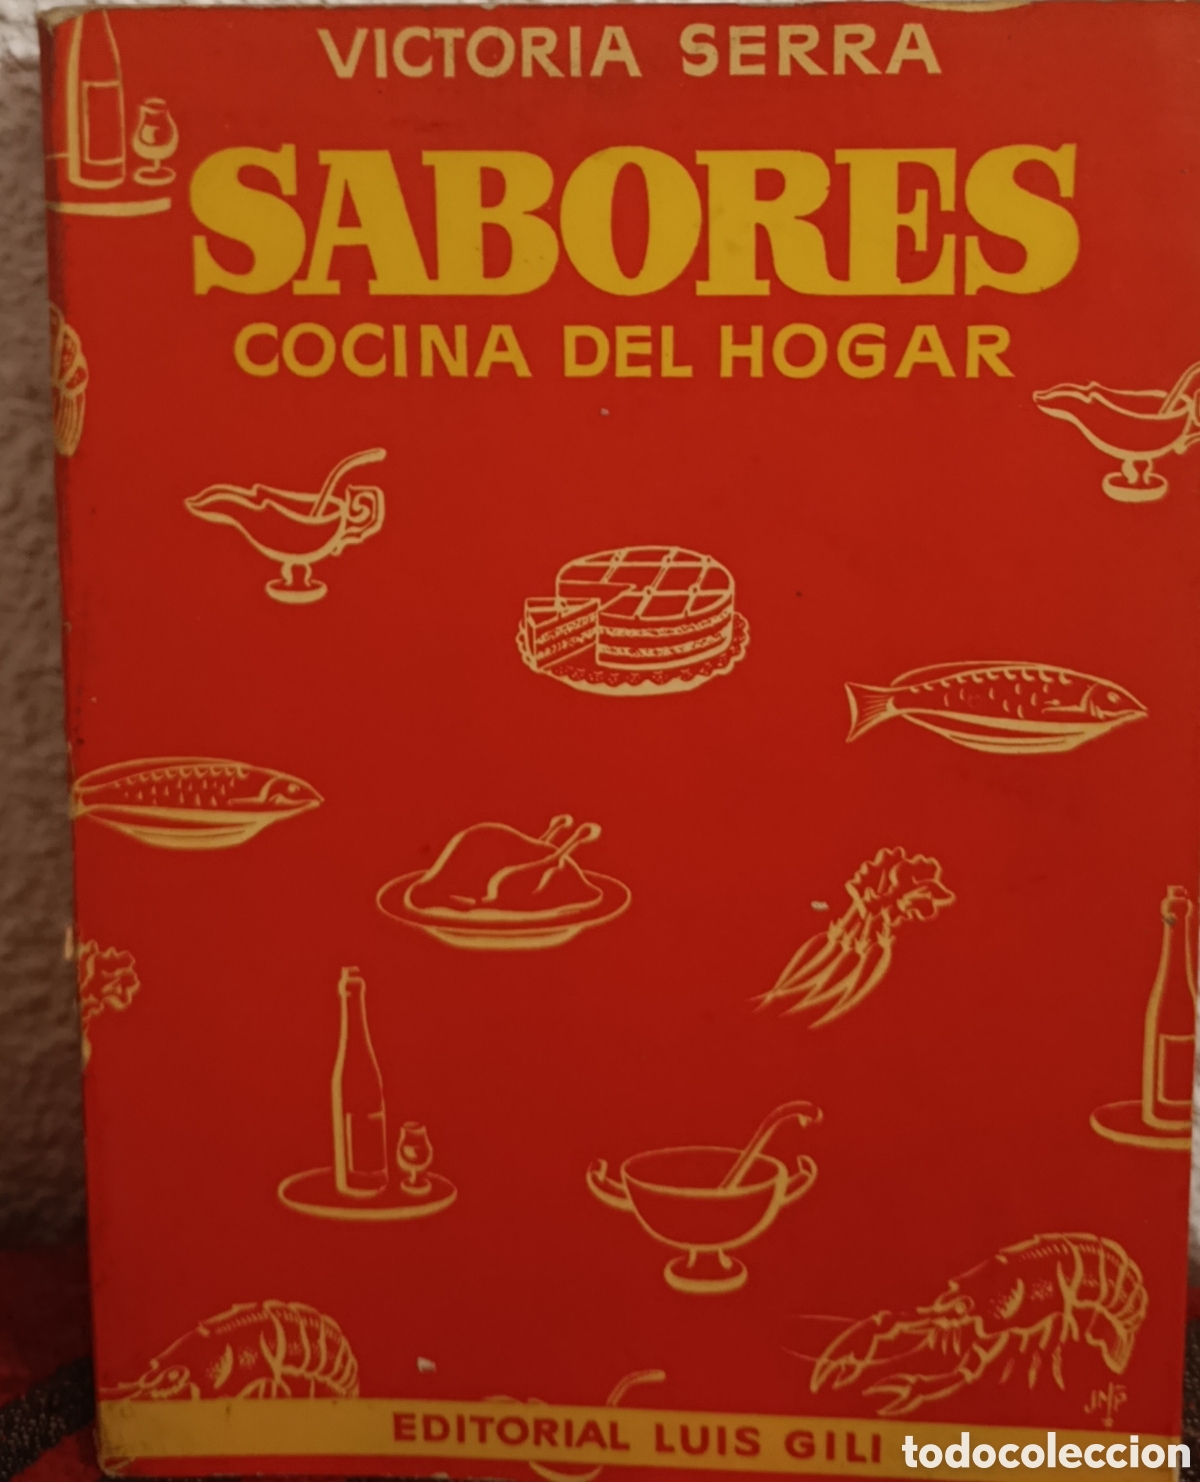 VICTORIA SERRA
SABORES
COCINA DEL HOGAR
EDITORIAL LUIS GILI
todocoleccion